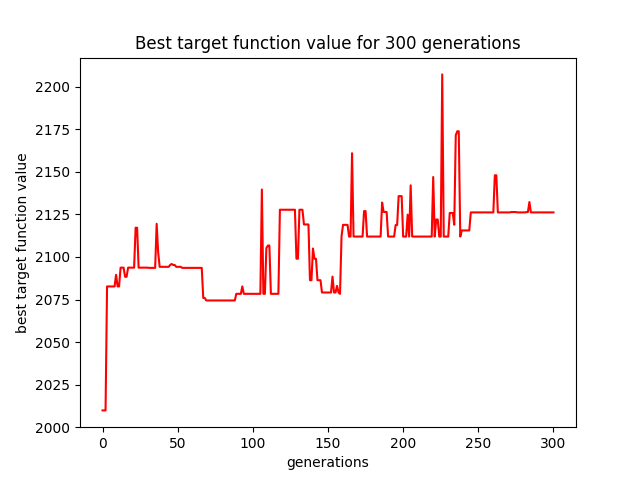 Best target function value for 300 generations
best target function value
2200
2175
2150
2125
2100
2075
2050
2025
2000
0 50 100 150 200 250 300
generations